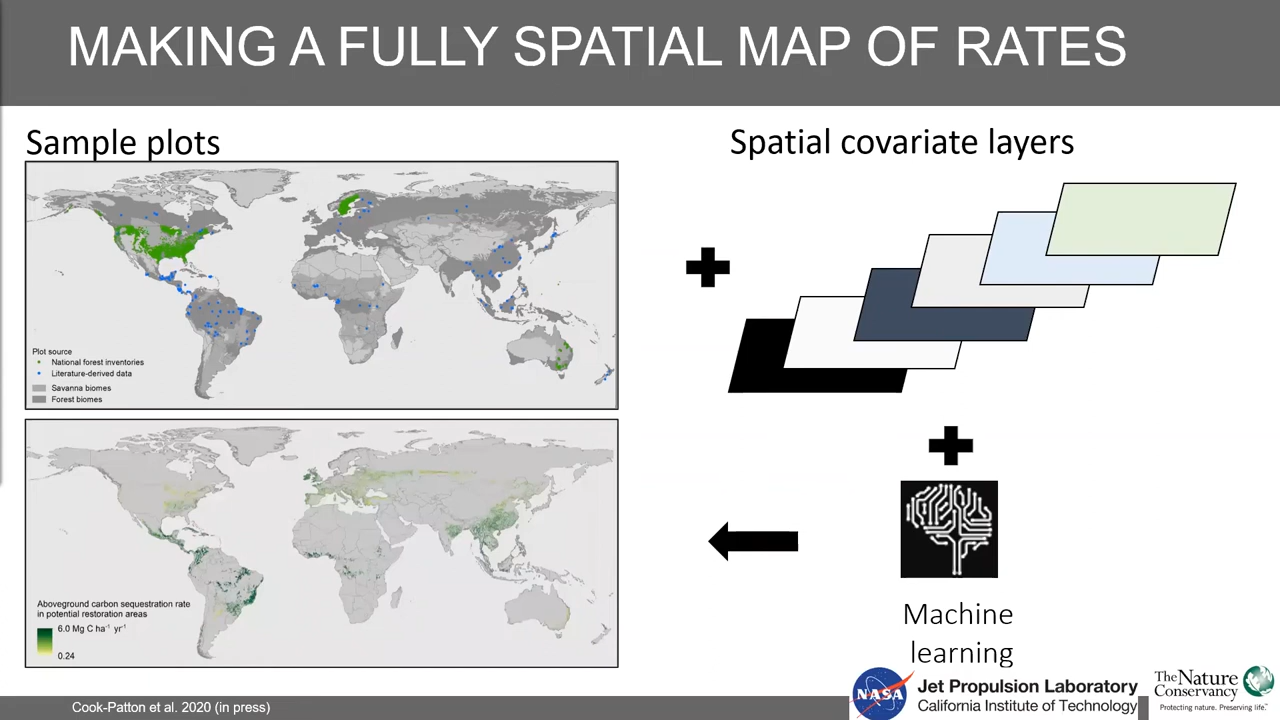 MAKING A FULLY SPATIAL MAP OF RATES
Sample plots
Plot source
National forest inventories
Literature-derived data
Savanna biomes
Forest biomes
Aboveground carbon sequestration rate
in potential restoration areas
6.0 Mg C ha⁻¹ yr⁻¹
0.24
Spatial covariate layers
Machine
learning
Cook-Patton et al. 2020 (in press)
NASA
Jet Propulsion Laboratory
California Institute of Technology
The Nature
Conservancy
Protecting nature. Preserving life.™